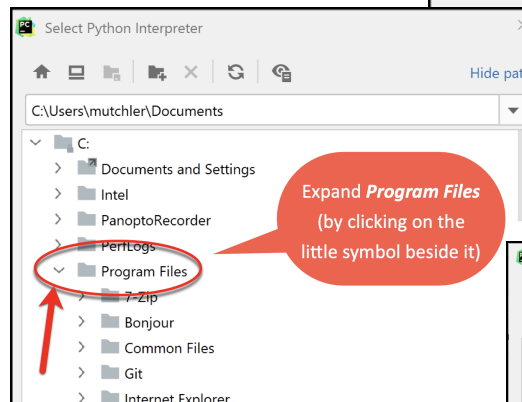 PC
Select Python Interpreter
Hide pat
C:\Users\mutchler\Documents
C:
Documents and Settings
Intel
PanoptoRecorder
PerfLogs
Program Files
7-Zip
Bonjour
Common Files
Git
Internet Explorer
Expand Program Files
(by clicking on the
little symbol beside it)